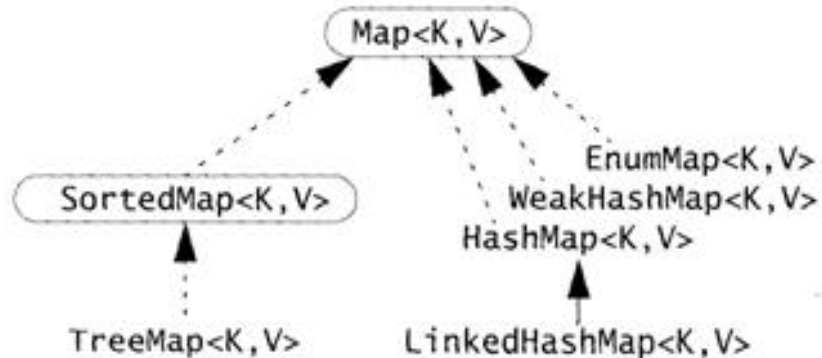 Map<K,V>
EnumMap<K,V>
SortedMap<K,V>
WeakHashMap<K,V>
HashMap<K,V>
TreeMap<K,V>
LinkedHashMap<K,V>